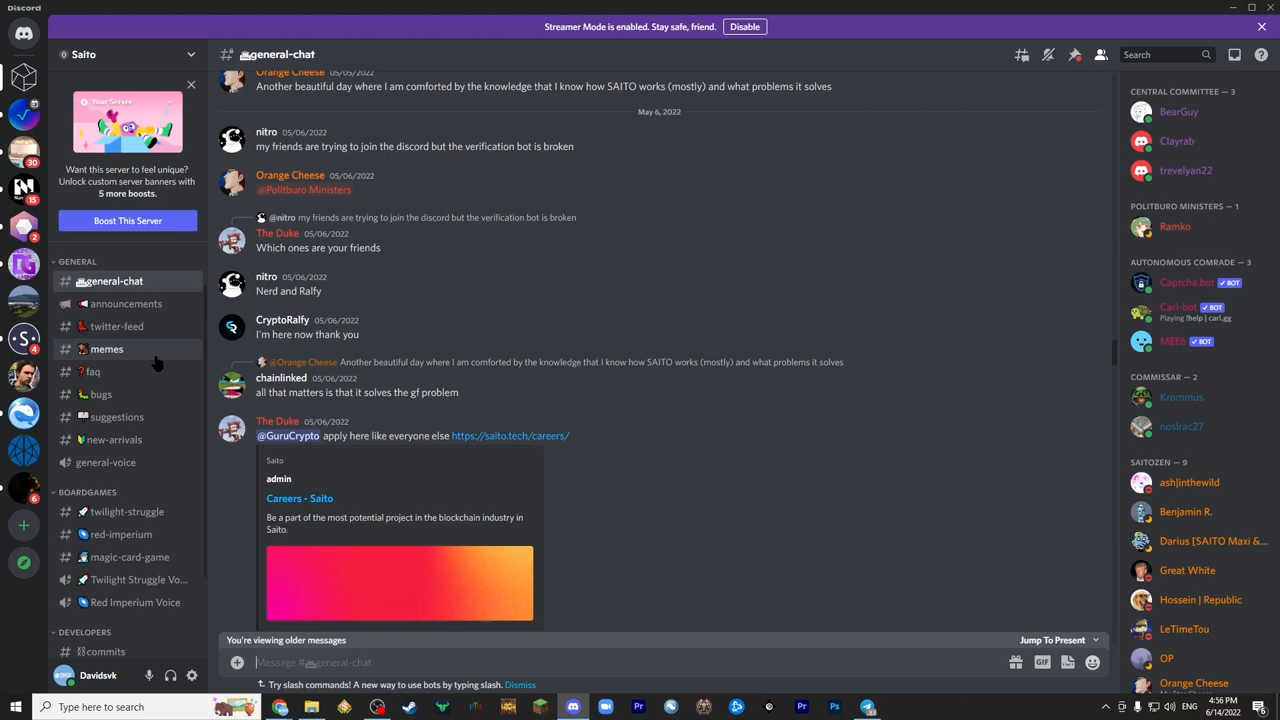 Discord
Streamer Mode is enabled. Stay safe, friend.
Disable
Saito
Your Server
Want this server to feel unique?
Unlock custom server banners with
5 more boosts.
Boost This Server
GENERAL
general-chat
announcements
twitter-feed
memes
faq
bugs
suggestions
new-arrivals
general-voice
BOARDGAMES
twilight-struggle
red-imperium
magic-card-game
Twilight Struggle Vo...
Red Imperium Voice
DEVELOPERS
commits
Davidsvk
30
15
2
4
6
general-chat
Search
Orange Cheese 05/05/2022
Another beautiful day where I am comforted by the knowledge that I know how SAITO works (mostly) and what problems it solves
May 6, 2022
nitro 05/06/2022
my friends are trying to join the discord but the verification bot is broken
Orange Cheese 05/06/2022
@Politburo Ministers
@nitro my friends are trying to join the discord but the verification bot is broken
The Duke 05/06/2022
Which ones are your friends
nitro 05/06/2022
Nerd and Ralfy
CryptoRalfy 05/06/2022
I'm here now thank you
@Orange Cheese Another beautiful day where I am comforted by the knowledge that I know how SAITO works (mostly) and what problems it solves
chainlinked 05/06/2022
all that matters is that it solves the gf problem
The Duke 05/06/2022
@GuruCrypto apply here like everyone else https://saito.tech/careers/
Saito
admin
Careers - Saito
Be a part of the most potential project in the blockchain industry in
Saito.
You're viewing older messages
Jump To Present
Message #general-chat
GIF
Try slash commands! A new way to use bots by typing slash. Dismiss
CENTRAL COMMITTEE — 3
BearGuy
Clayrab
trevelyan22
POLITBURO MINISTERS — 1
Ramko
AUTONOMOUS COMRADE — 3
Captcha.bot BOT
Carl-bot BOT
Playing !help | carl.gg
MEE6 BOT
COMMISSAR — 2
Krommus
noslrac27
SAITOZEN — 9
ash|inthewild
Benjamin R.
Darius [SAITO Maxi &...
Great White
Hossein | Republic
LeTimeTou
OP
Orange Cheese
Type here to search
Pr
Pr
Ps
ENG
4:56 PM
6/14/2022